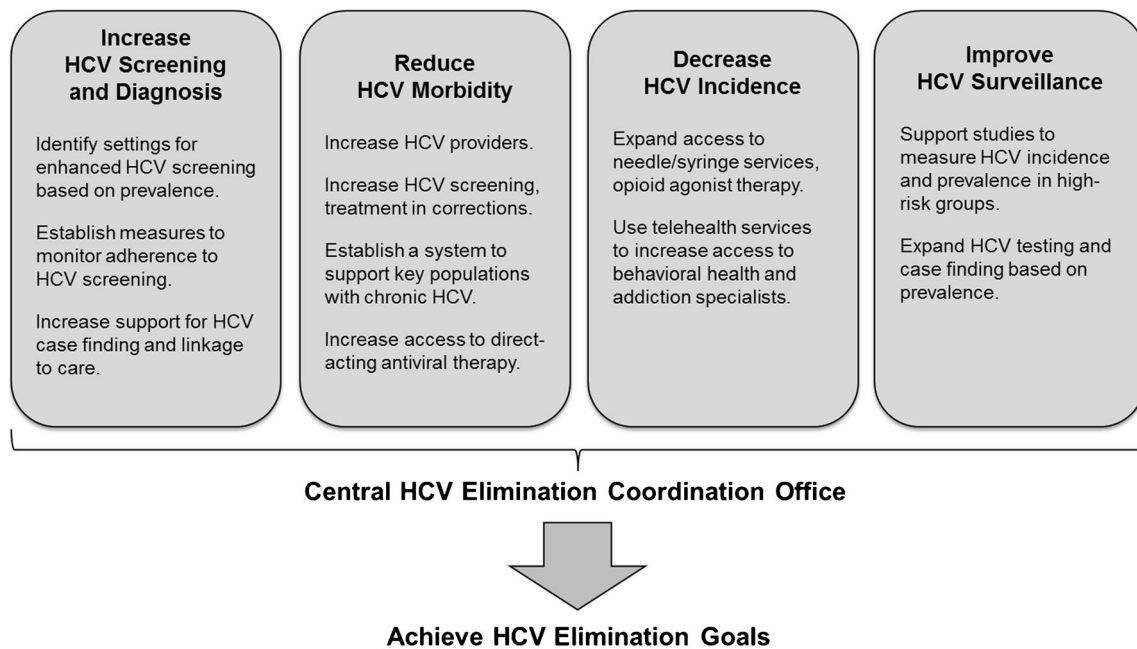 Increase
HCV Screening
and Diagnosis
Identify settings for
enhanced HCV screening
based on prevalence.
Establish measures to
monitor adherence to
HCV screening.
Increase support for HCV
case finding and linkage
to care.
Reduce
HCV Morbidity
Increase HCV providers.
Increase HCV screening,
treatment in corrections.
Establish a system to
support key populations
with chronic HCV.
Increase access to direct-
acting antiviral therapy.
Decrease
HCV Incidence
Expand access to
needle/syringe services,
opioid agonist therapy.
Use telehealth services
to increase access to
behavioral health and
addiction specialists.
Improve
HCV Surveillance
Support studies to
measure HCV incidence
and prevalence in high-
risk groups.
Expand HCV testing and
case finding based on
prevalence.
Central HCV Elimination Coordination Office
Achieve HCV Elimination Goals